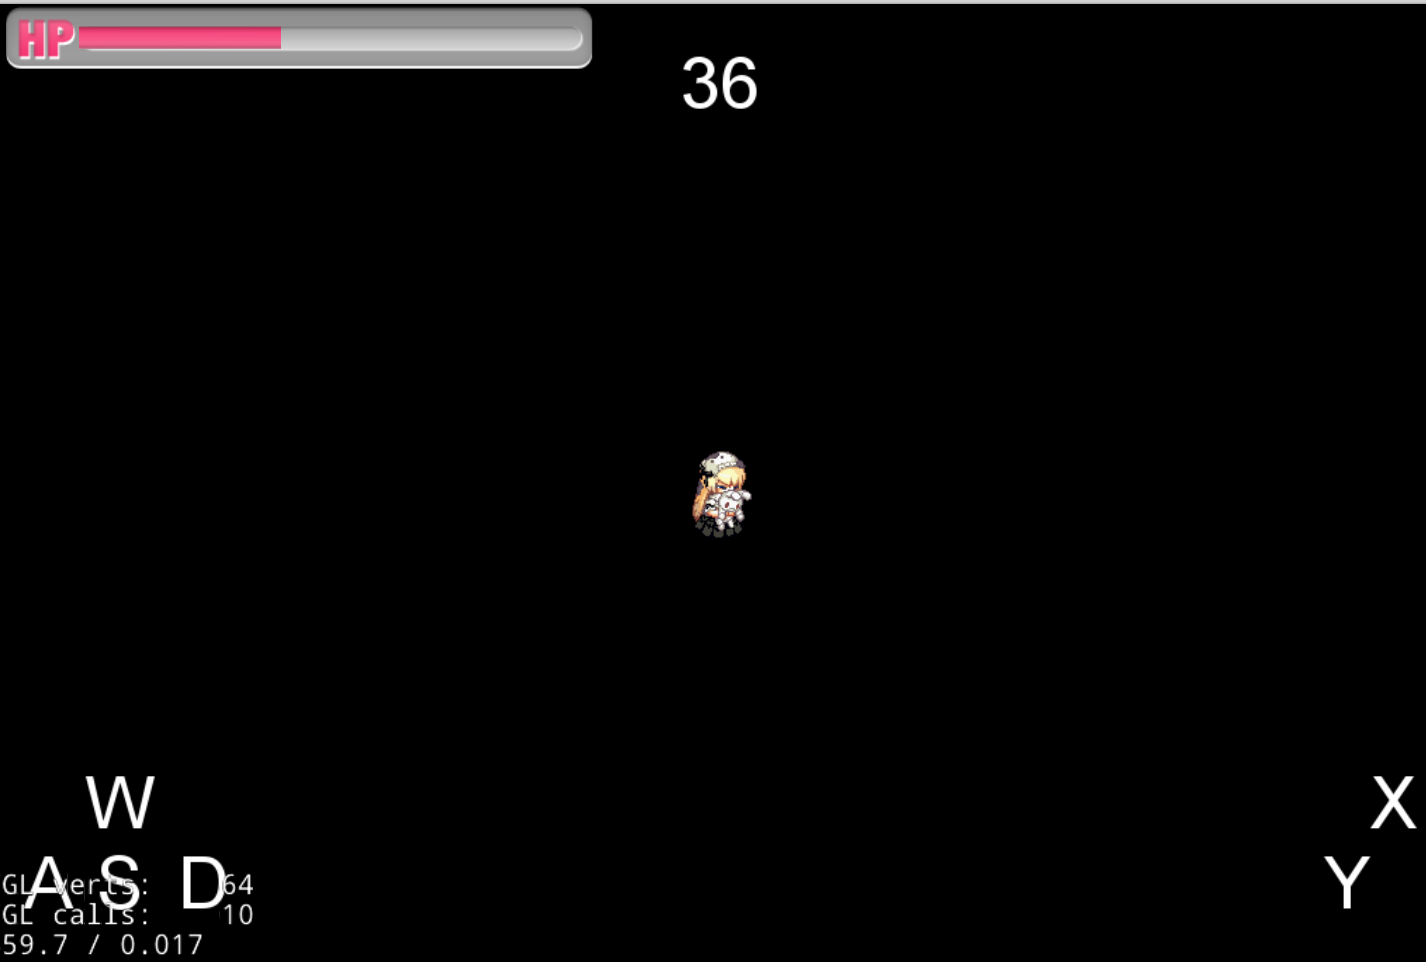 HP
36
W
X
A S D
Y
GL verts: 64
GL calls: 10
59.7 / 0.017